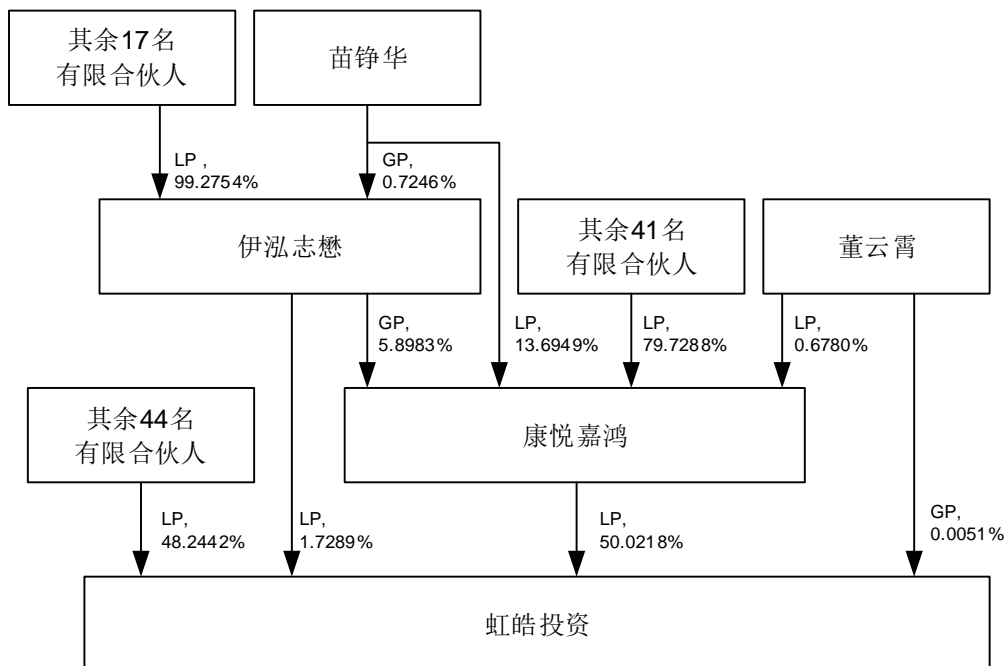 其余17名
有限合伙人
苗铮华
LP ,
99.2754%
GP,
0.7246%
伊泓志懋
其余41名
有限合伙人
董云霄
GP,
5.8983%
LP,
13.6949%
LP,
79.7288%
LP,
0.6780%
其余44名
有限合伙人
康悦嘉鸿
LP,
48.2442%
LP,
1.7289%
LP,
50.0218%
GP,
0.0051%
虹皓投资